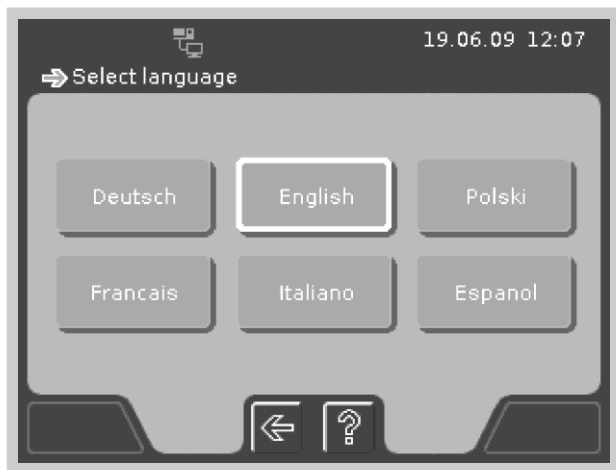 19.06.09 12:07
Select language
Deutsch English Polski
Francais Italiano Espanol
?